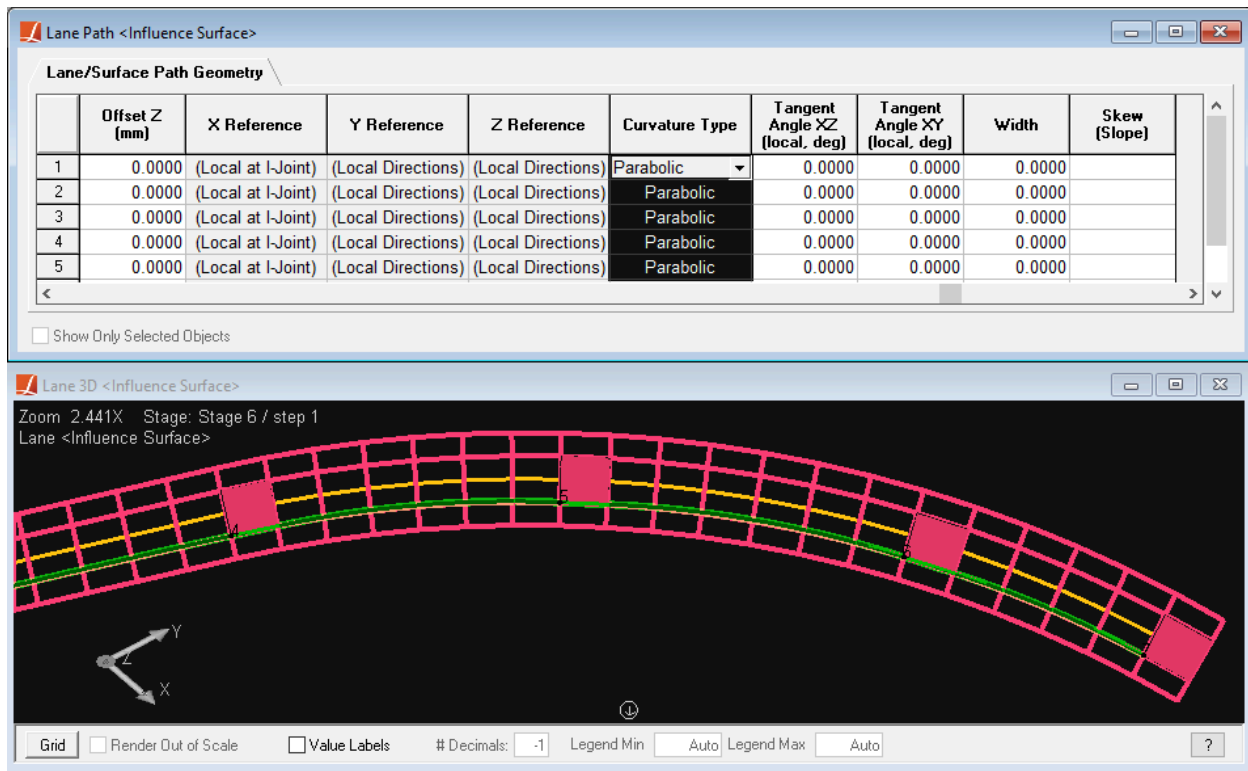 Lane Path <Influence Surface>
Lane/Surface Path Geometry
Offset Z (mm) X Reference Y Reference Z Reference Curvature Type Tangent Angle XZ (local, deg) Tangent Angle XY (local, deg) Width Skew (Slope)
1 0.0000 (Local at I-Joint) (Local Directions) (Local Directions) Parabolic 0.0000 0.0000 0.0000
2 0.0000 (Local at I-Joint) (Local Directions) (Local Directions) Parabolic 0.0000 0.0000 0.0000
3 0.0000 (Local at I-Joint) (Local Directions) (Local Directions) Parabolic 0.0000 0.0000 0.0000
4 0.0000 (Local at I-Joint) (Local Directions) (Local Directions) Parabolic 0.0000 0.0000 0.0000
5 0.0000 (Local at I-Joint) (Local Directions) (Local Directions) Parabolic 0.0000 0.0000 0.0000
Show Only Selected Objects
Lane 3D <Influence Surface>
Zoom 2.441X Stage: Stage 6 / step 1
Lane <Influence Surface>
4
5
6
Y
Z
X
Grid Render Out of Scale Value Labels # Decimals: -1 Legend Min Auto Legend Max Auto ?